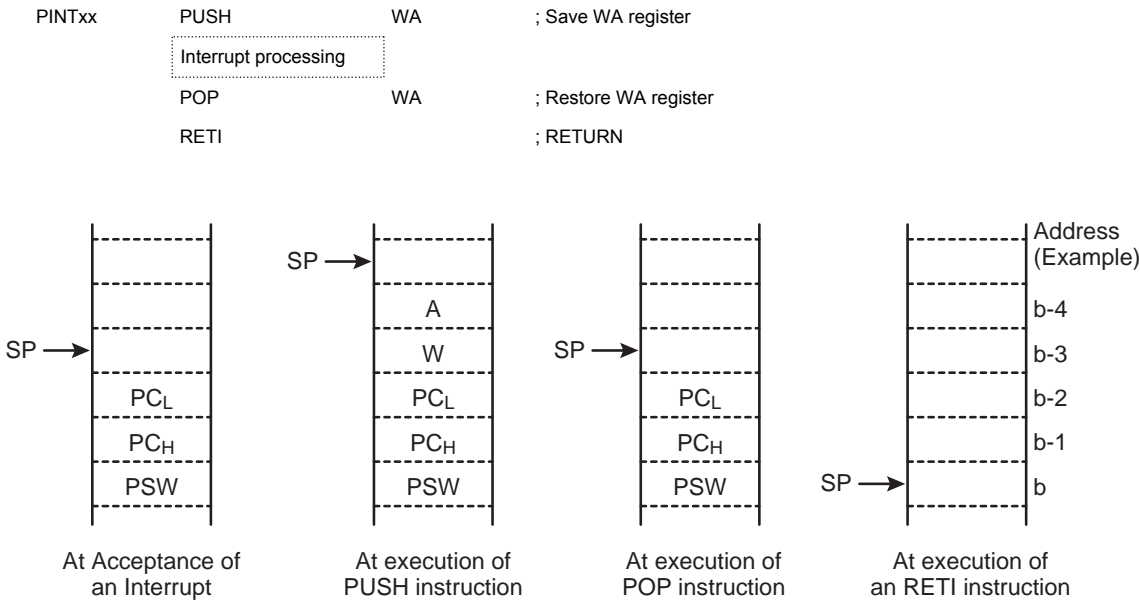 PINTxx PUSH WA ; Save WA register
Interrupt processing
POP WA ; Restore WA register
RETI ; RETURN
SP
PCL
PCH
PSW
At Acceptance of
an Interrupt
SP
A
W
PCL
PCH
PSW
At execution of
PUSH instruction
SP
PCL
PCH
PSW
At execution of
POP instruction
Address
(Example)
b-4
b-3
b-2
b-1
SP
b
At execution of
an RETI instruction